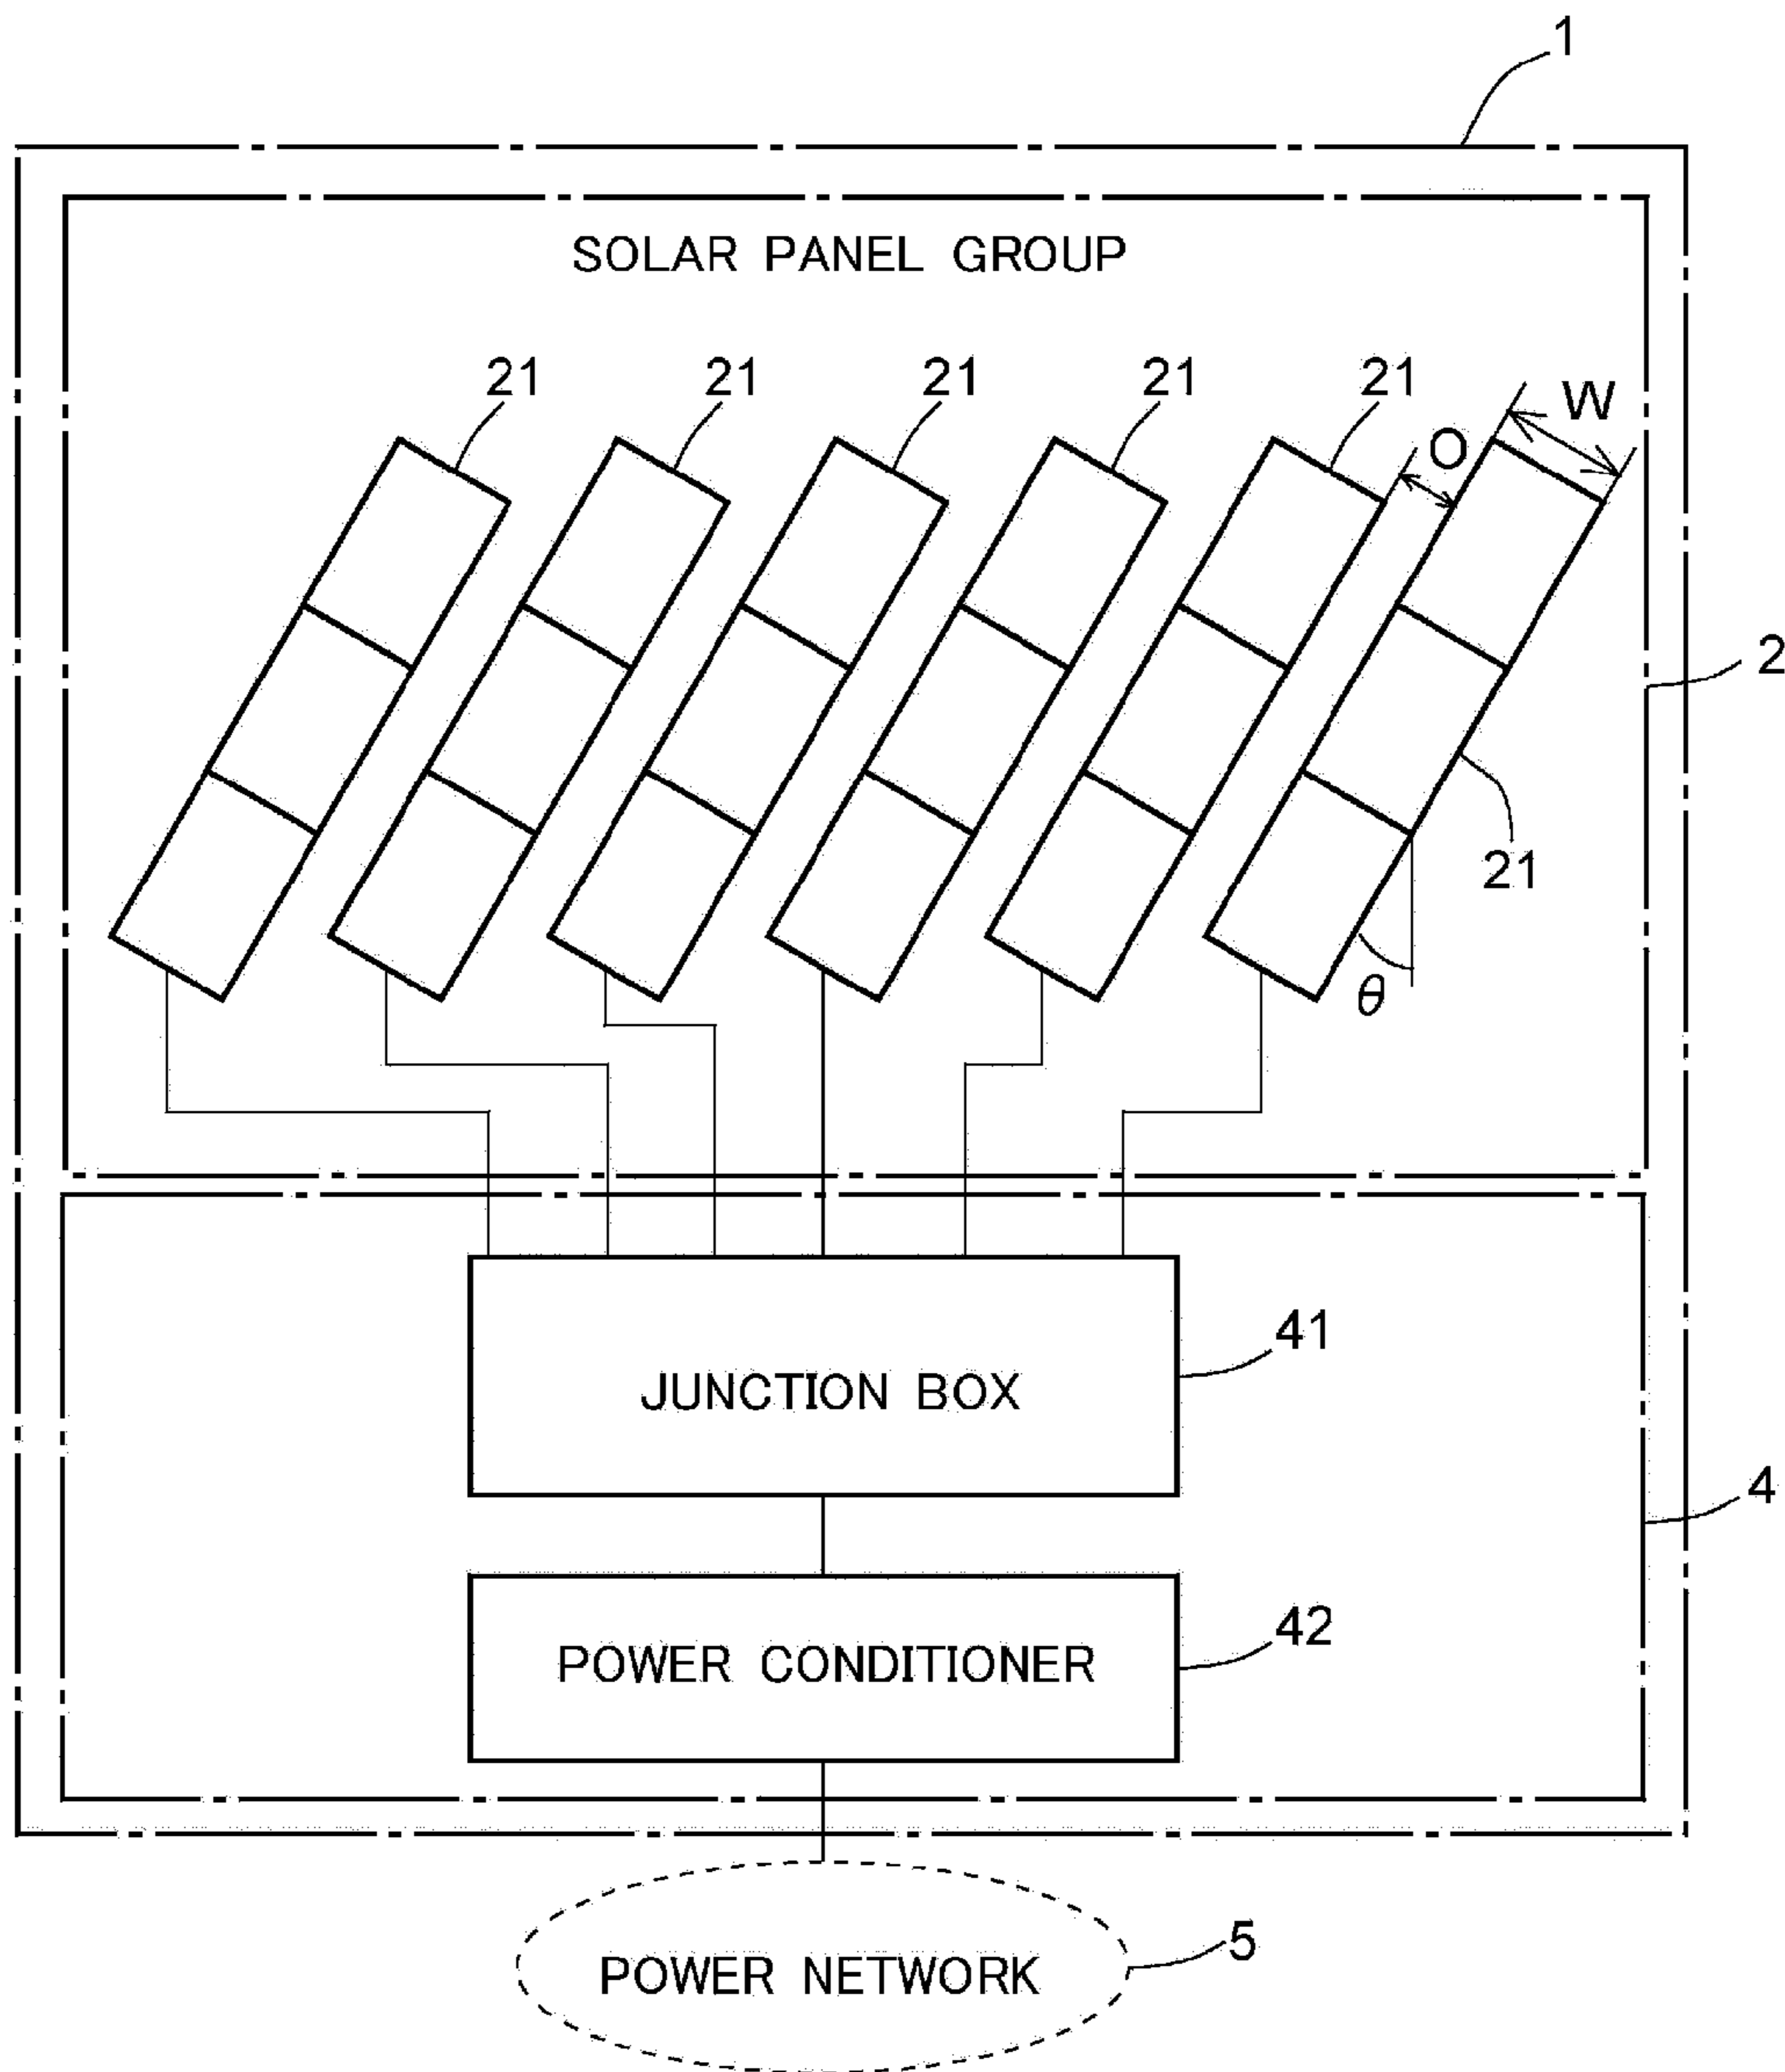 1
SOLAR PANEL GROUP
21 21 21 21 21 W
O
2
21
θ
41
JUNCTION BOX
4
42
POWER CONDITIONER
5
POWER NETWORK